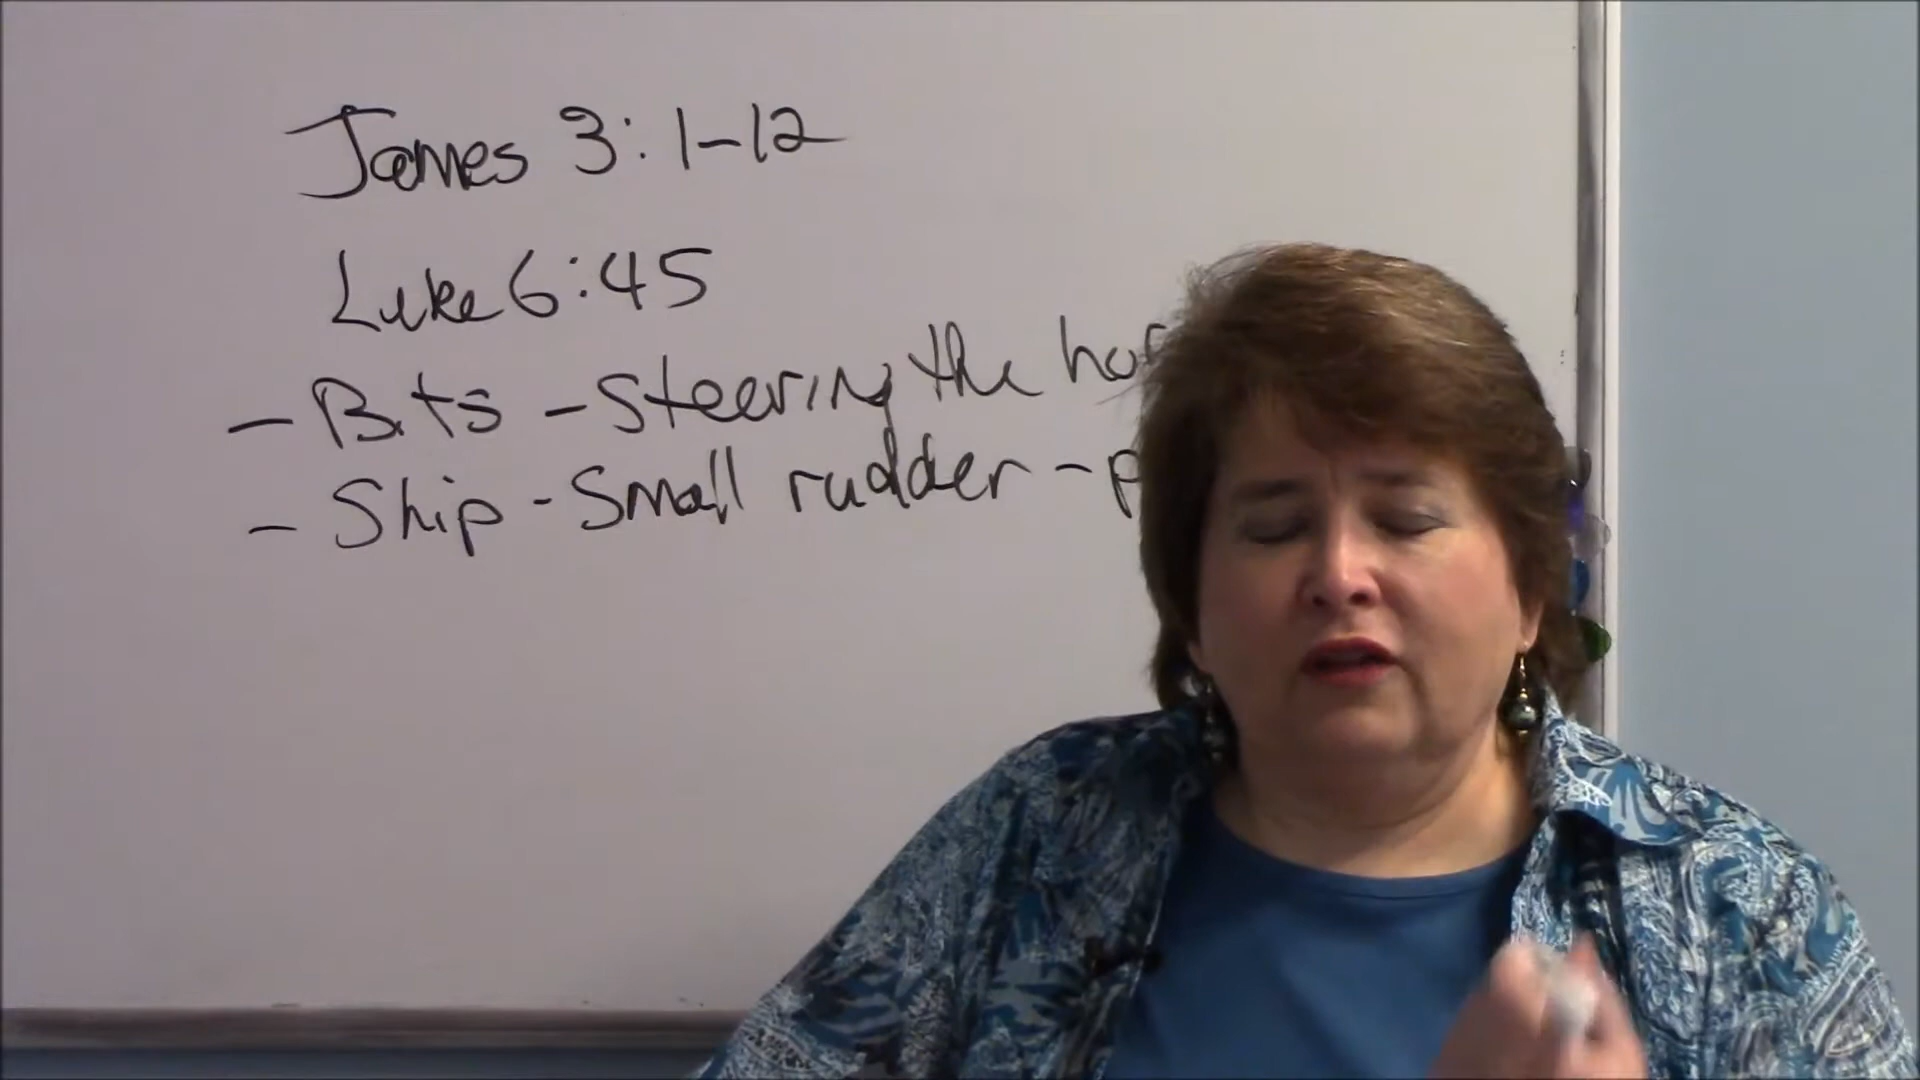 James 3:1-12
Luke 6:45
- Bits - Steering the
- Ship - Small rudder -